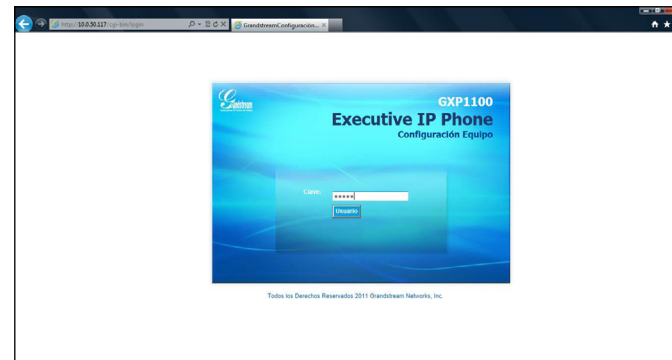 http://10.0.50.117/cgi-bin/login
GrandstreamConfiguración...
Grandstream
GXP1100
Executive IP Phone
Configuración Equipo
Clave:
Usuario
Todos los Derechos Reservados 2011 Grandstream Networks, Inc.